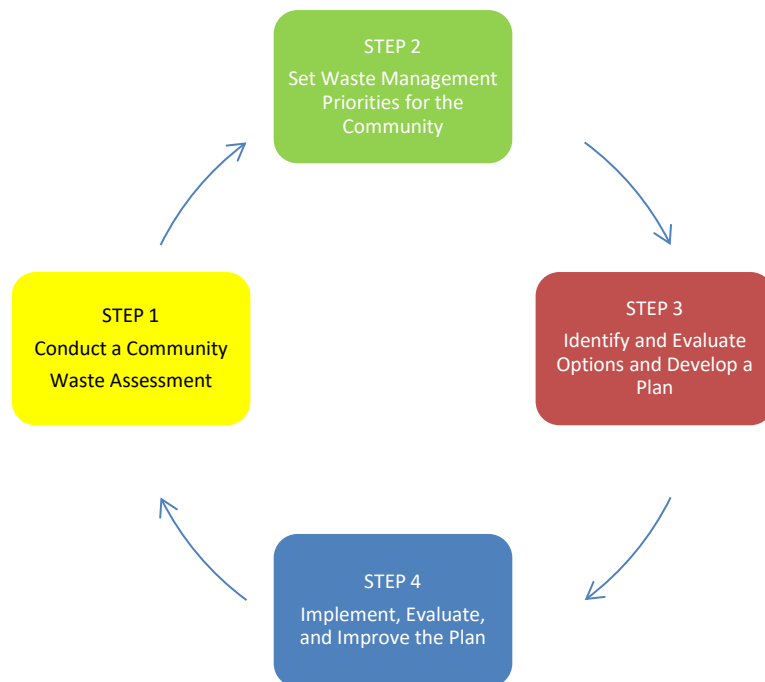 STEP 1
Conduct a Community
Waste Assessment
STEP 2
Set Waste Management
Priorities for the
Community
STEP 3
Identify and Evaluate
Options and Develop a
Plan
STEP 4
Implement, Evaluate,
and Improve the Plan